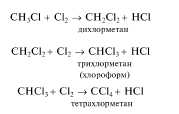 CH₃Cl + Cl₂ → CH₂Cl₂ + HCl
дихлорметан
CH₂Cl₂ + Cl₂ → CHCl₃ + HCl
трихлорметан
(хлороформ)
CHCl₃ + Cl₂ → CCl₄ + HCl
тетрахлорметан